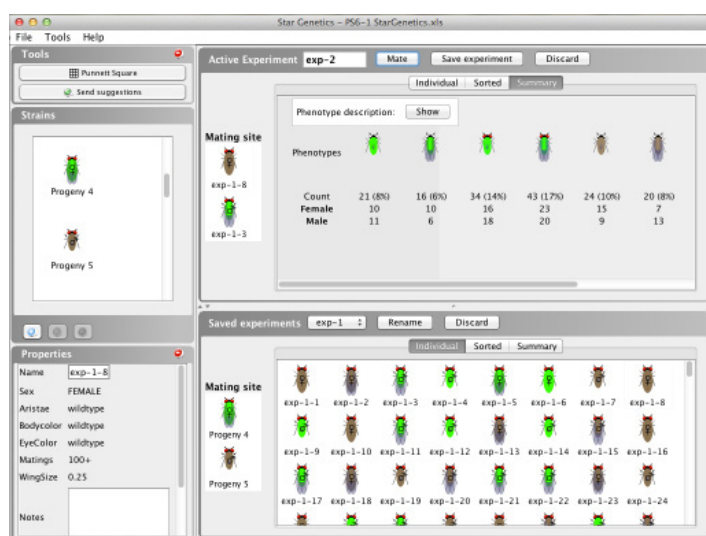 Star Genetics – PS6-1 StarGenetics.xls
File Tools Help
Tools
Punnett Square
Send suggestions
Strains
Progeny 4
Progeny 5
Properties
Name exp-1-8
Sex FEMALE
Aristae wildtype
Bodycolor wildtype
EyeColor wildtype
Matings 100+
WingSize 0.25
Notes
Active Experiment exp-2 Mate Save experiment Discard
Individual Sorted Summary
Phenotype description: Show
Mating site
exp-1-8
exp-1-3
Phenotypes
Count 21 (8%) 16 (6%) 34 (14%) 43 (17%) 24 (10%) 20 (8%)
Female 10 10 16 23 15 7
Male 11 6 18 20 9 13
Saved experiments exp-1 Rename Discard
Individual Sorted Summary
Mating site
Progeny 4
Progeny 5
exp-1-1 exp-1-2 exp-1-3 exp-1-4 exp-1-5 exp-1-6 exp-1-7 exp-1-8
exp-1-9 exp-1-10 exp-1-11 exp-1-12 exp-1-13 exp-1-14 exp-1-15 exp-1-16
exp-1-17 exp-1-18 exp-1-19 exp-1-20 exp-1-21 exp-1-22 exp-1-23 exp-1-24